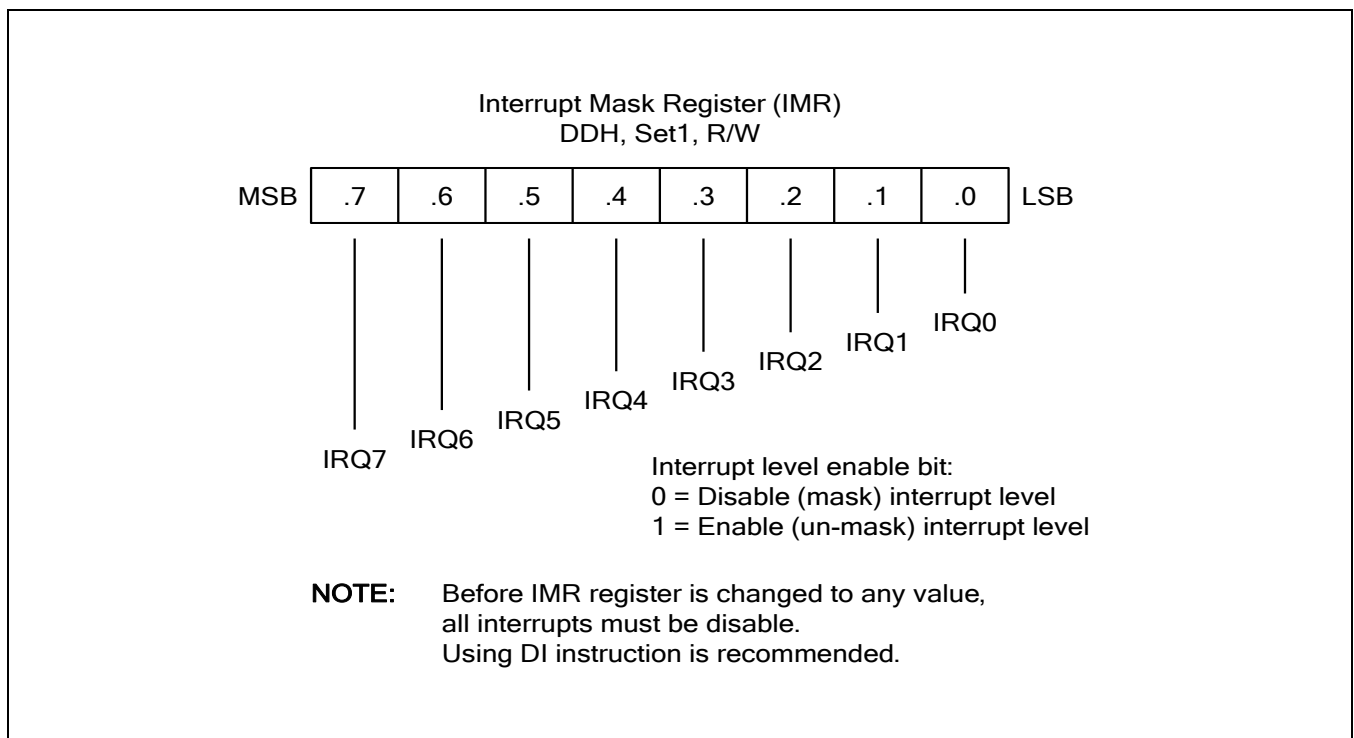 Interrupt Mask Register (IMR)
DDH, Set1, R/W
MSB .7 .6 .5 .4 .3 .2 .1 .0 LSB
IRQ7 IRQ6 IRQ5 IRQ4 IRQ3 IRQ2 IRQ1 IRQ0
Interrupt level enable bit:
0 = Disable (mask) interrupt level
1 = Enable (un-mask) interrupt level
NOTE: Before IMR register is changed to any value,
all interrupts must be disable.
Using DI instruction is recommended.